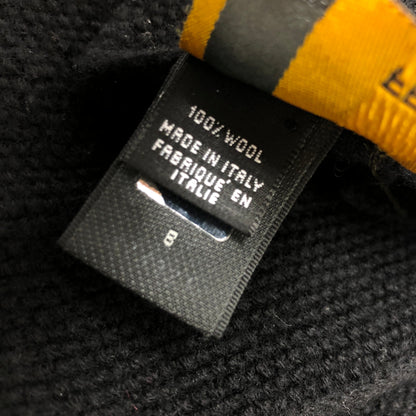 100% WOOL
MADE IN ITALY
FABRIQUE' EN
ITALIE
8